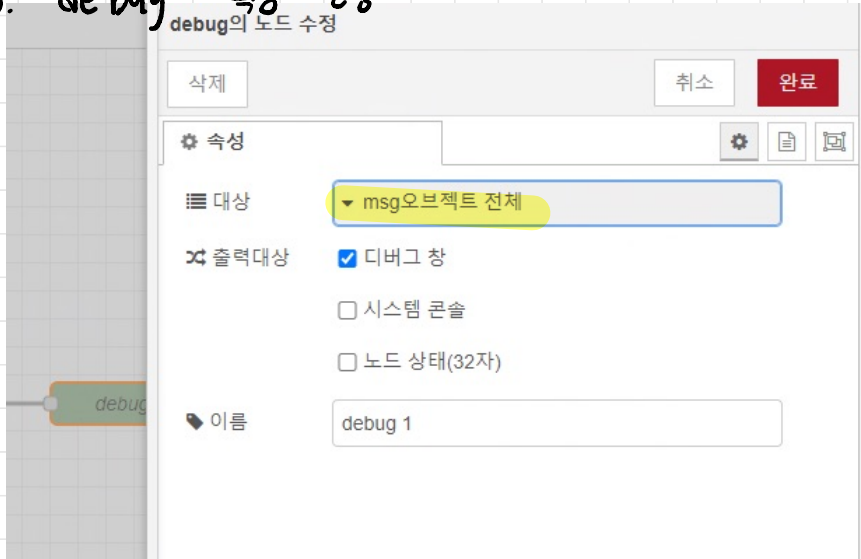 debug
debug의 노드 수정
삭제
취소
완료
속성
대상
msg오브젝트 전체
출력대상
디버그 창
시스템 콘솔
노드 상태(32자)
debug
이름
debug 1